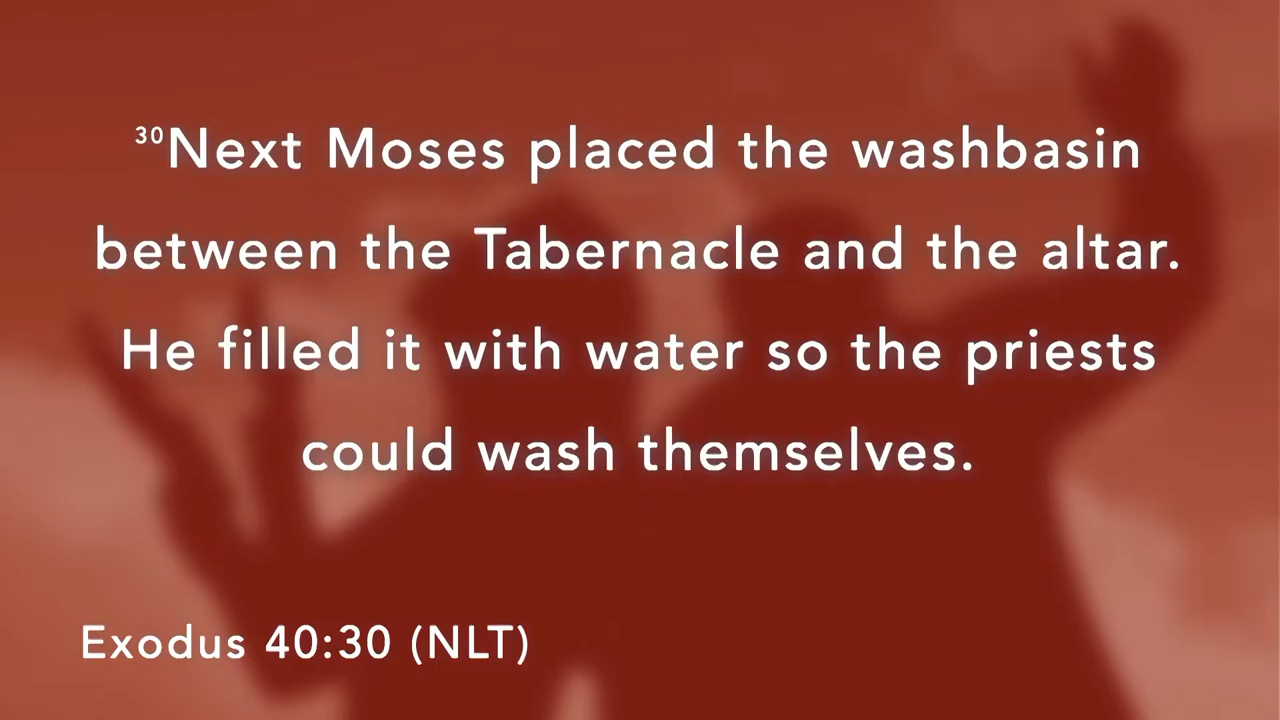 30Next Moses placed the washbasin
between the Tabernacle and the altar.
He filled it with water so the priests
could wash themselves.
Exodus 40:30 (NLT)